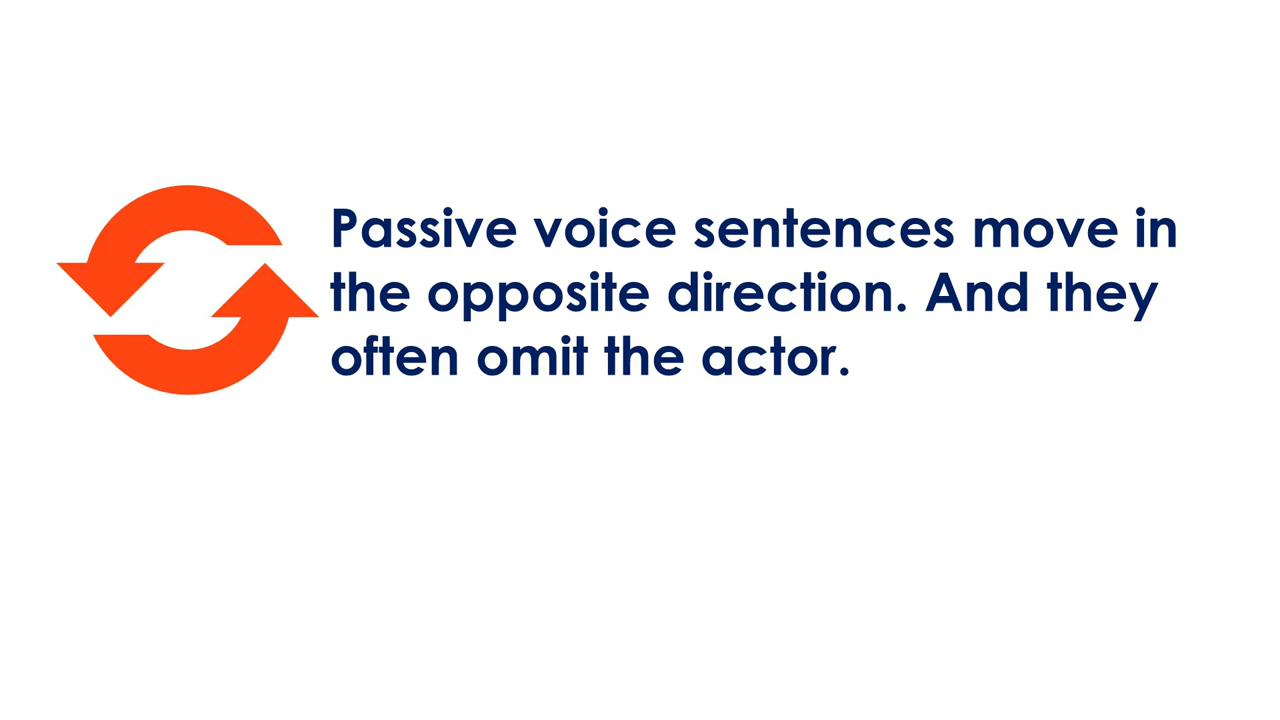 Passive voice sentences move in
the opposite direction. And they
often omit the actor.